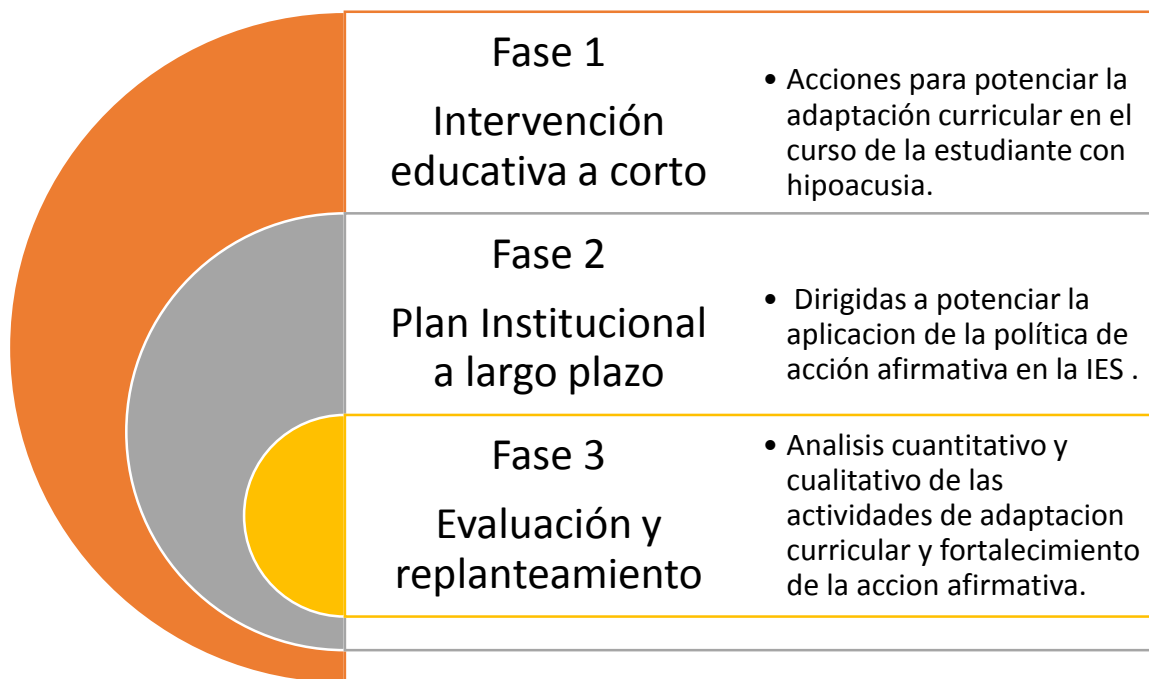 Fase 1
Intervención
educativa a corto
• Acciones para potenciar la
adaptación curricular en el
curso de la estudiante con
hipoacusia.
Fase 2
Plan Institucional
a largo plazo
• Dirigidas a potenciar la
aplicacion de la política de
acción afirmativa en la IES .
Fase 3
Evaluación y
replanteamiento
• Analisis cuantitativo y
cualitativo de las
actividades de adaptacion
curricular y fortalecimiento
de la accion afirmativa.